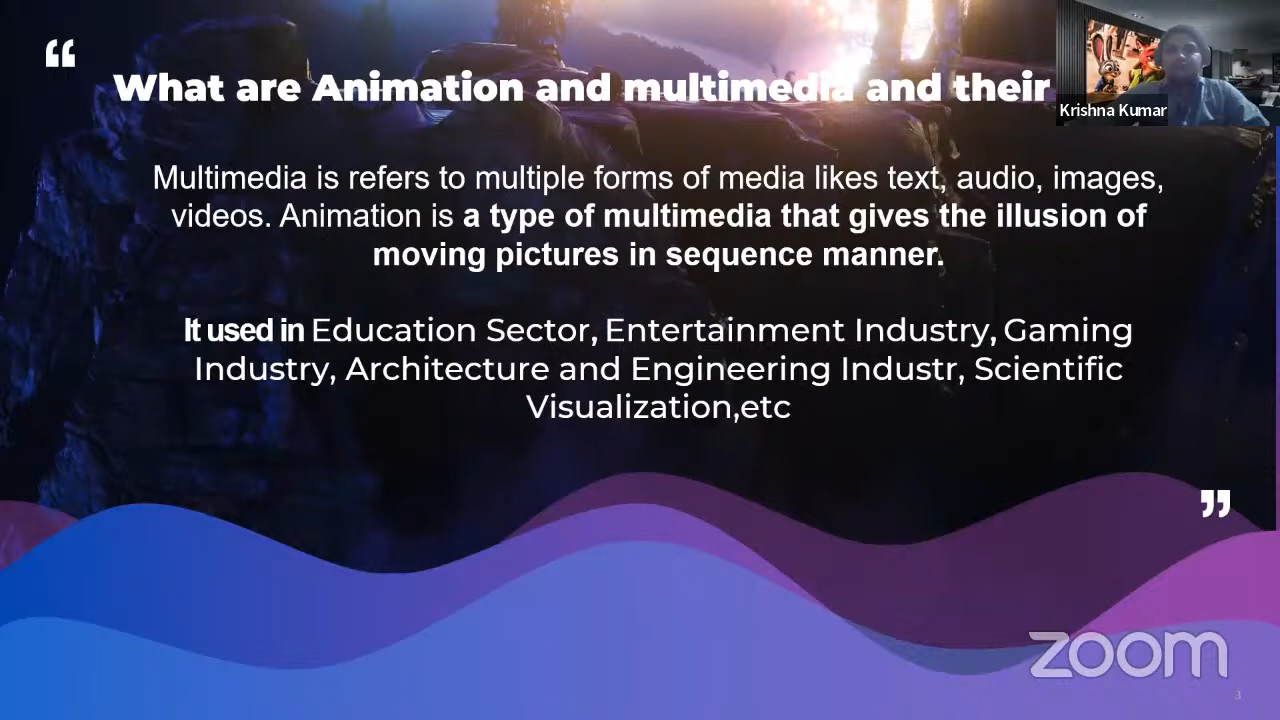 “
What are Animation and multimedia and their
Krishna Kumar
Multimedia is refers to multiple forms of media likes text, audio, images,
videos. Animation is a type of multimedia that gives the illusion of
moving pictures in sequence manner.
It used in Education Sector, Entertainment Industry, Gaming
Industry, Architecture and Engineering Industr, Scientific
Visualization,etc
”
zoom
3